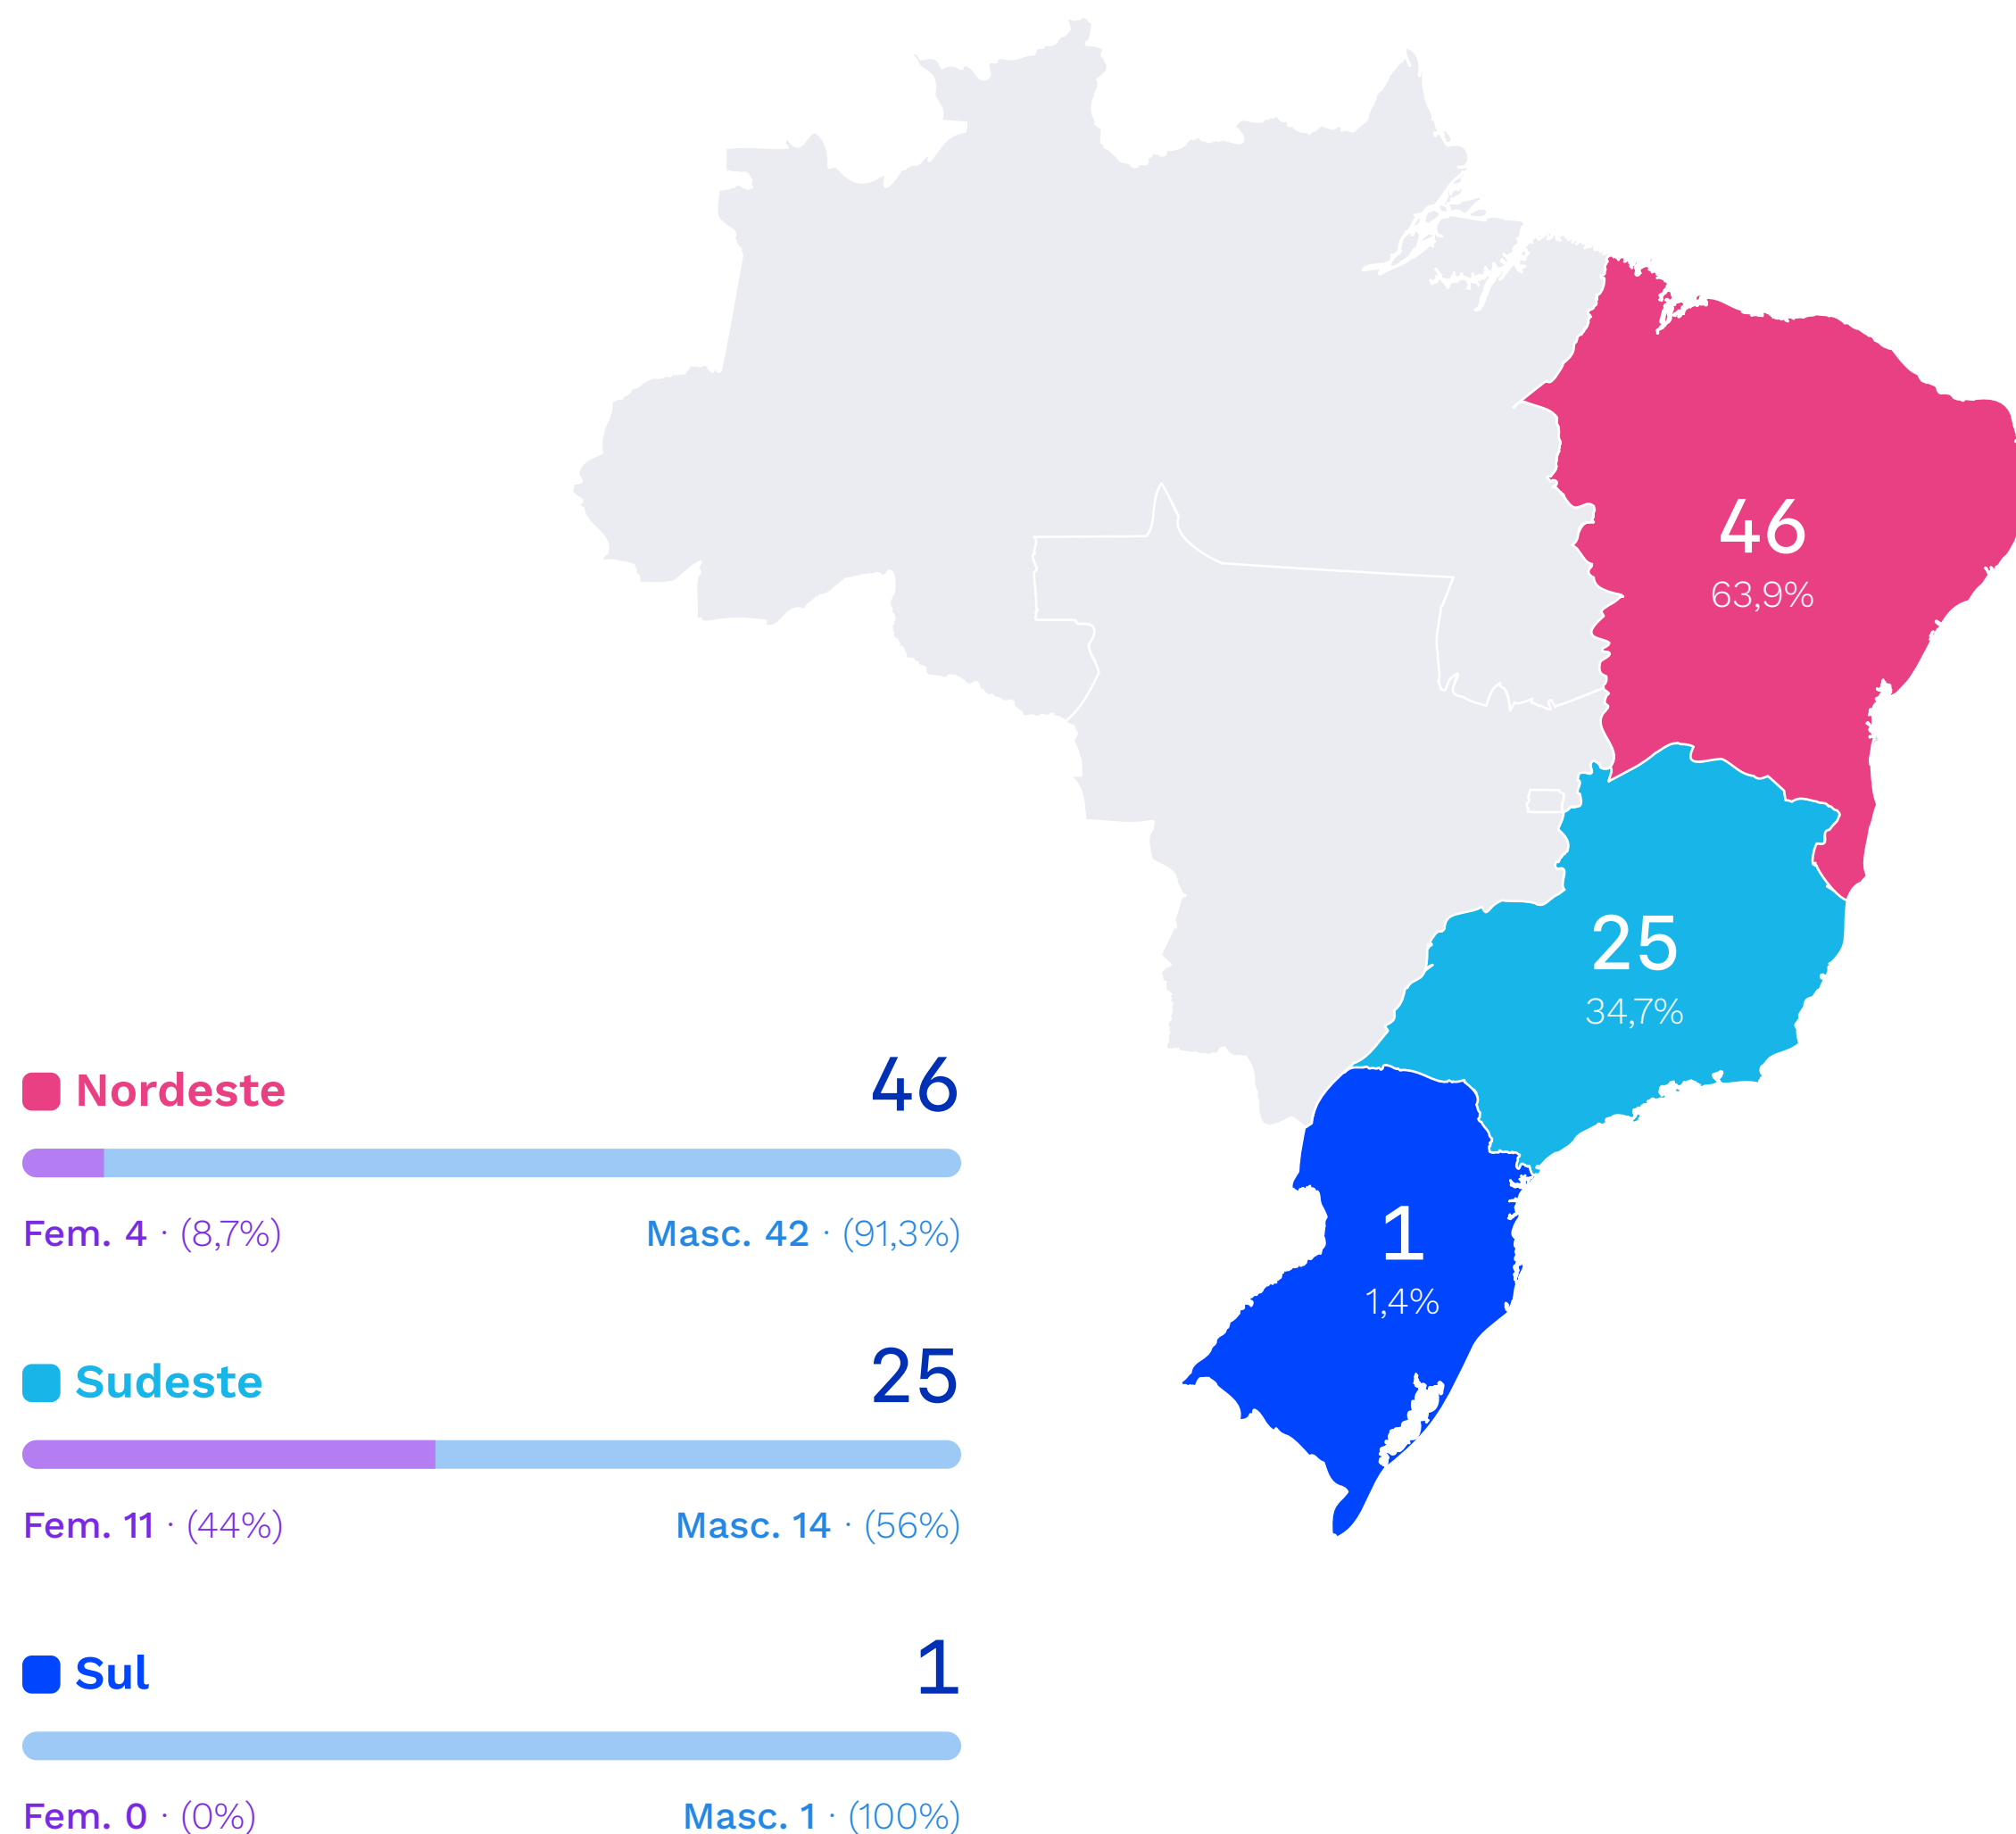 46
63,9%
25
34,7%
1
1,4%
Nordeste 46
Fem. 4 · (8,7%) Masc. 42 · (91,3%)
Sudeste 25
Fem. 11 · (44%) Masc. 14 · (56%)
Sul 1
Fem. 0 · (0%) Masc. 1 · (100%)